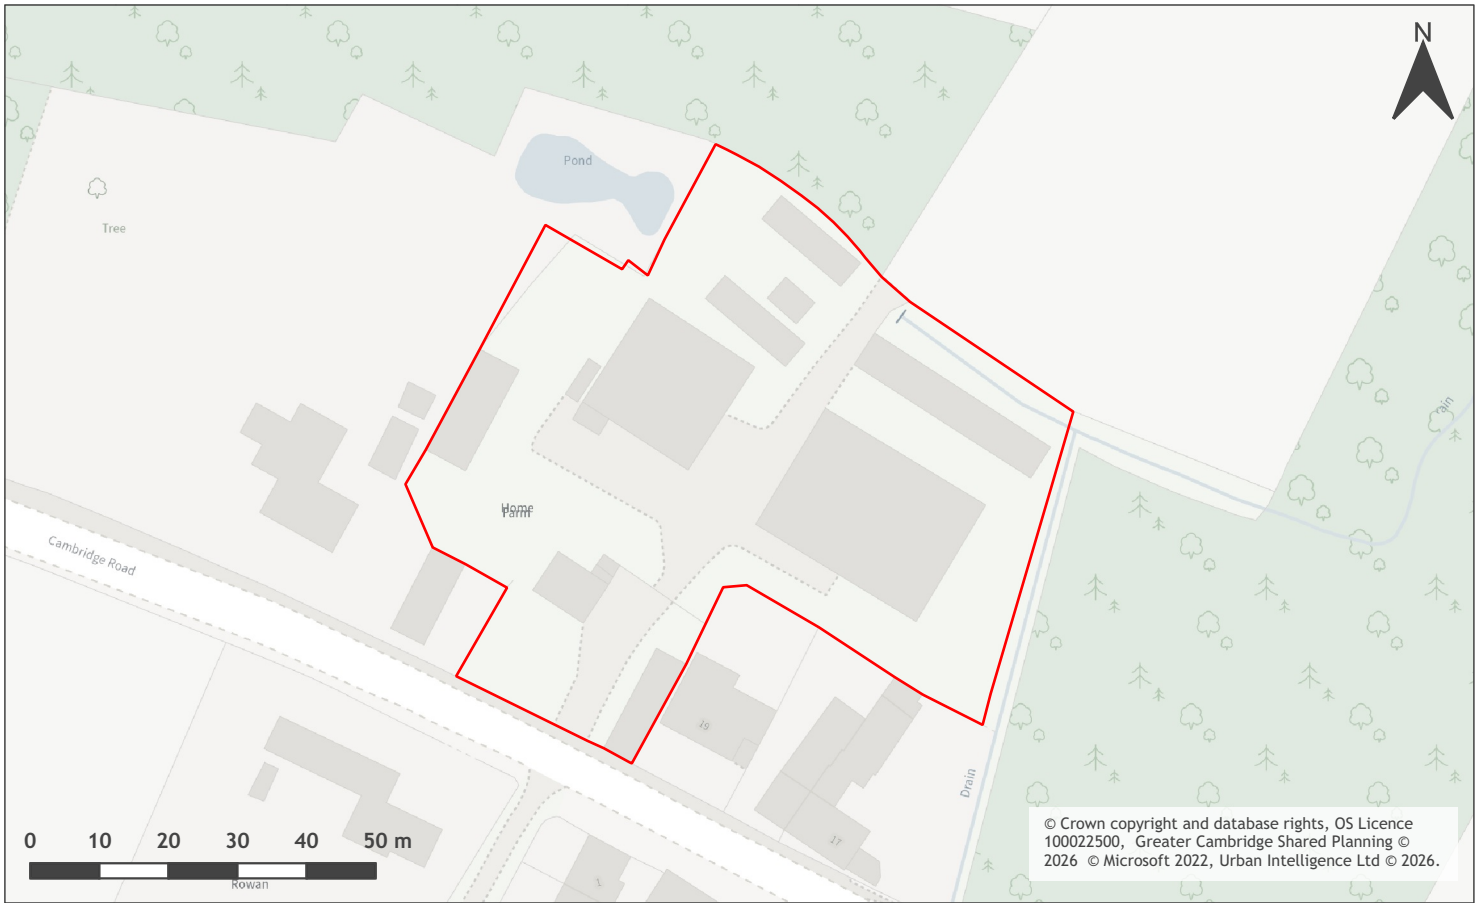 N
Pond
Tree
Home
Farm
Cambridge Road
19
17
Drain
1
0 10 20 30 40 50 m
Rowan
© Crown copyright and database rights, OS Licence
100022500, Greater Cambridge Shared Planning ©
2026 © Microsoft 2022, Urban Intelligence Ltd © 2026.